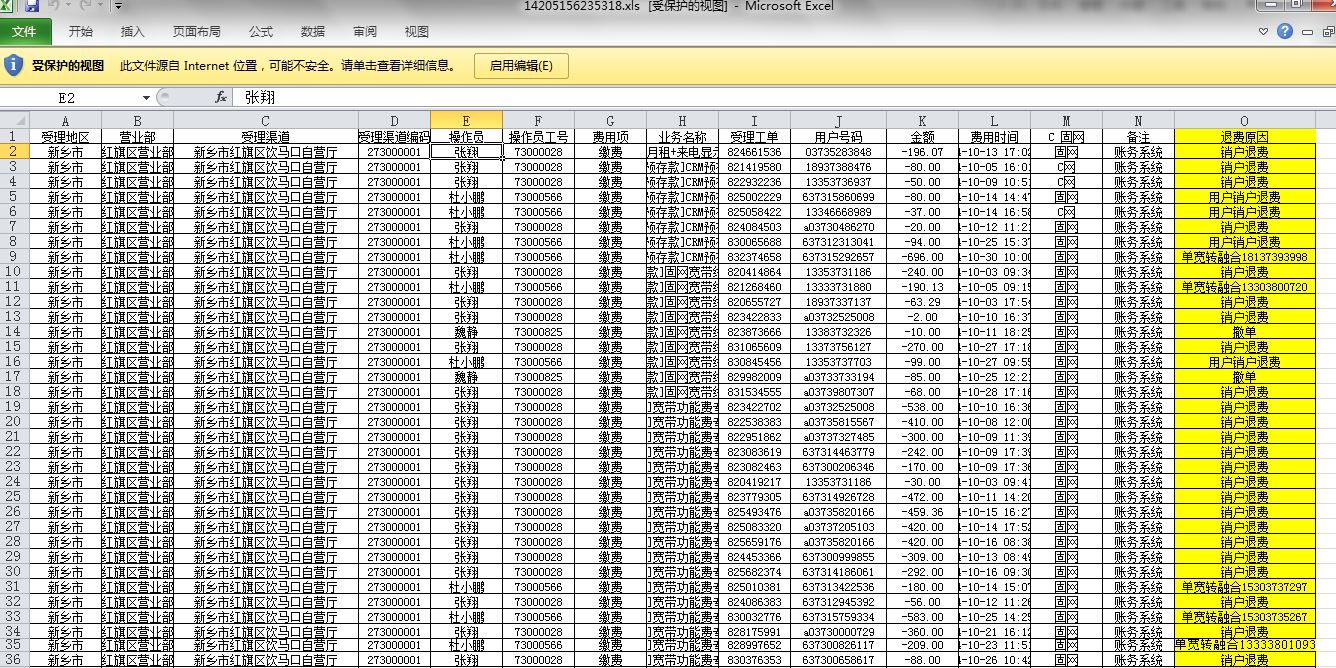 14205156235318.xls [受保护的视图] - Microsoft Excel
文件 开始 插入 页面布局 公式 数据 审阅 视图
受保护的视图 此文件源自 Internet 位置，可能不安全。请单击查看详细信息。 启用编辑(E)
E2 fx 张翔
A B C D E F G H I J K L M N O
1 受理地区 营业部 受理渠道 受理渠道编码 操作员 操作员工号 费用项 业务名称 受理工单 用户号码 金额 费用时间 C 固网 备注 退费原因
2 新乡市 红旗区营业部 新乡市红旗区饮马口自营厅 273000001 张翔 73000028 缴费 月租+来电显示 824661536 03735283848 -196.07 4-10-13 17:02 固网 账务系统 销户退费
3 新乡市 红旗区营业部 新乡市红旗区饮马口自营厅 273000001 张翔 73000028 缴费 预存款]CRM预 821419580 18937388476 -80.00 4-10-05 16:01 C网 账务系统 销户退费
4 新乡市 红旗区营业部 新乡市红旗区饮马口自营厅 273000001 张翔 73000028 缴费 预存款]CRM预 822932236 13353736937 -50.00 4-10-09 10:51 C网 账务系统 销户退费
5 新乡市 红旗区营业部 新乡市红旗区饮马口自营厅 273000001 杜小鹏 73000566 缴费 预存款]CRM预 825002229 637315860699 -80.00 4-10-14 14:47 固网 账务系统 用户销户退费
6 新乡市 红旗区营业部 新乡市红旗区饮马口自营厅 273000001 杜小鹏 73000566 缴费 预存款]CRM预 825058422 13346668989 -37.00 4-10-14 16:58 C网 账务系统 用户销户退费
7 新乡市 红旗区营业部 新乡市红旗区饮马口自营厅 273000001 张翔 73000028 缴费 预存款]CRM预 824084503 a03730486270 -20.00 4-10-12 11:21 固网 账务系统 销户退费
8 新乡市 红旗区营业部 新乡市红旗区饮马口自营厅 273000001 杜小鹏 73000566 缴费 预存款]CRM预 830065688 637312313041 -94.00 4-10-25 15:37 固网 账务系统 用户销户退费
9 新乡市 红旗区营业部 新乡市红旗区饮马口自营厅 273000001 杜小鹏 73000566 缴费 预存款]CRM预 832374658 637315292657 -696.00 4-10-30 10:00 固网 账务系统 单宽转融合18137393998
10 新乡市 红旗区营业部 新乡市红旗区饮马口自营厅 273000001 张翔 73000028 缴费 款]固网宽带续 820414864 13353731186 -240.00 4-10-03 09:34 固网 账务系统 销户退费
11 新乡市 红旗区营业部 新乡市红旗区饮马口自营厅 273000001 杜小鹏 73000566 缴费 款]固网宽带续 821268460 13333731880 -190.13 4-10-05 09:15 固网 账务系统 单宽转融合13303800720
12 新乡市 红旗区营业部 新乡市红旗区饮马口自营厅 273000001 张翔 73000028 缴费 款]固网宽带续 820655727 18937337137 -63.29 4-10-03 17:54 固网 账务系统 销户退费
13 新乡市 红旗区营业部 新乡市红旗区饮马口自营厅 273000001 张翔 73000028 缴费 款]固网宽带续 823422833 a03732525008 -2.00 4-10-10 16:37 固网 账务系统 销户退费
14 新乡市 红旗区营业部 新乡市红旗区饮马口自营厅 273000001 魏静 73000825 缴费 款]固网宽带续 823873666 13383732326 -10.00 4-10-11 18:25 固网 账务系统 撤单
15 新乡市 红旗区营业部 新乡市红旗区饮马口自营厅 273000001 张翔 73000028 缴费 款]固网宽带续 831065609 13373756127 -270.00 4-10-27 17:18 固网 账务系统 销户退费
16 新乡市 红旗区营业部 新乡市红旗区饮马口自营厅 273000001 杜小鹏 73000566 缴费 款]固网宽带续 830845456 13353737703 -99.00 4-10-27 09:55 固网 账务系统 用户销户退费
17 新乡市 红旗区营业部 新乡市红旗区饮马口自营厅 273000001 魏静 73000825 缴费 款]固网宽带续 829982009 a03733733194 -85.00 4-10-25 12:21 固网 账务系统 撤单
18 新乡市 红旗区营业部 新乡市红旗区饮马口自营厅 273000001 张翔 73000028 缴费 款]固网宽带续 831534555 a03739807307 -68.00 4-10-28 17:16 固网 账务系统 销户退费
19 新乡市 红旗区营业部 新乡市红旗区饮马口自营厅 273000001 张翔 73000028 缴费 ]宽带功能费专 823422702 a03732525008 -538.00 4-10-10 16:36 固网 账务系统 销户退费
20 新乡市 红旗区营业部 新乡市红旗区饮马口自营厅 273000001 张翔 73000028 缴费 ]宽带功能费专 822538383 a03735815567 -410.00 4-10-08 12:00 固网 账务系统 销户退费
21 新乡市 红旗区营业部 新乡市红旗区饮马口自营厅 273000001 张翔 73000028 缴费 ]宽带功能费专 822951862 a03737327485 -300.00 4-10-09 11:39 固网 账务系统 销户退费
22 新乡市 红旗区营业部 新乡市红旗区饮马口自营厅 273000001 张翔 73000028 缴费 ]宽带功能费专 823083619 637314463779 -242.00 4-10-09 17:39 固网 账务系统 销户退费
23 新乡市 红旗区营业部 新乡市红旗区饮马口自营厅 273000001 张翔 73000028 缴费 ]宽带功能费专 823082463 637300206346 -170.00 4-10-09 17:36 固网 账务系统 销户退费
24 新乡市 红旗区营业部 新乡市红旗区饮马口自营厅 273000001 张翔 73000028 缴费 ]宽带功能费专 820419217 13353731186 -30.00 4-10-03 09:41 固网 账务系统 销户退费
25 新乡市 红旗区营业部 新乡市红旗区饮马口自营厅 273000001 张翔 73000028 缴费 ]宽带功能费专 823779305 637314926728 -472.00 4-10-11 14:20 固网 账务系统 销户退费
26 新乡市 红旗区营业部 新乡市红旗区饮马口自营厅 273000001 张翔 73000028 缴费 ]宽带功能费专 825493476 a03735820166 -459.36 4-10-15 16:27 固网 账务系统 销户退费
27 新乡市 红旗区营业部 新乡市红旗区饮马口自营厅 273000001 张翔 73000028 缴费 ]宽带功能费专 825083320 a03737205103 -420.00 4-10-14 17:52 固网 账务系统 销户退费
28 新乡市 红旗区营业部 新乡市红旗区饮马口自营厅 273000001 张翔 73000028 缴费 ]宽带功能费专 825659176 a03735820166 -420.00 4-10-16 08:38 固网 账务系统 销户退费
29 新乡市 红旗区营业部 新乡市红旗区饮马口自营厅 273000001 张翔 73000028 缴费 ]宽带功能费专 824453366 637300999855 -309.00 4-10-13 08:49 固网 账务系统 销户退费
30 新乡市 红旗区营业部 新乡市红旗区饮马口自营厅 273000001 张翔 73000028 缴费 ]宽带功能费专 825682374 637314186061 -292.00 4-10-16 09:30 固网 账务系统 销户退费
31 新乡市 红旗区营业部 新乡市红旗区饮马口自营厅 273000001 杜小鹏 73000566 缴费 ]宽带功能费专 825010381 637313422536 -180.00 4-10-14 15:07 固网 账务系统 单宽转融合15303737297
32 新乡市 红旗区营业部 新乡市红旗区饮马口自营厅 273000001 张翔 73000028 缴费 ]宽带功能费专 824086383 637312945392 -56.00 4-10-12 11:26 固网 账务系统 销户退费
33 新乡市 红旗区营业部 新乡市红旗区饮马口自营厅 273000001 杜小鹏 73000566 缴费 ]宽带功能费专 830032776 637315759334 -583.00 4-10-25 14:25 固网 账务系统 单宽转融合15303735267
34 新乡市 红旗区营业部 新乡市红旗区饮马口自营厅 273000001 张翔 73000028 缴费 ]宽带功能费专 828175991 a03730000729 -360.00 4-10-21 16:12 固网 账务系统 销户退费
35 新乡市 红旗区营业部 新乡市红旗区饮马口自营厅 273000001 杜小鹏 73000566 缴费 ]宽带功能费专 828997652 637300826117 -209.00 4-10-23 11:51 固网 账务系统 单宽转融合13333801093
36 新乡市 红旗区营业部 新乡市红旗区饮马口自营厅 273000001 张翔 73000028 缴费 ]宽带功能费专 830376353 637300658617 -88.00 4-10-26 10:42 固网 账务系统 销户退费